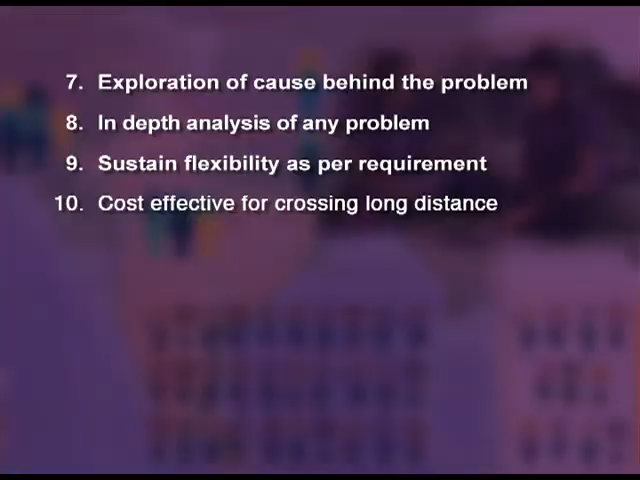 7. Exploration of cause behind the problem
8. In depth analysis of any problem
9. Sustain flexibility as per requirement
10. Cost effective for crossing long distance